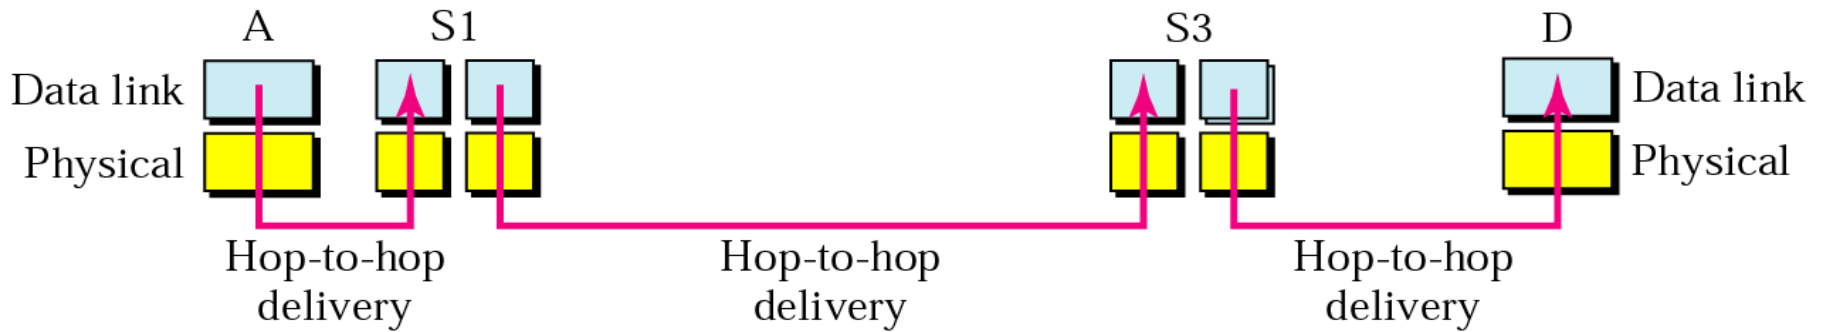 A
S1
S3
D
Data link
Data link
Physical
Physical
Hop-to-hop
delivery
Hop-to-hop
delivery
Hop-to-hop
delivery